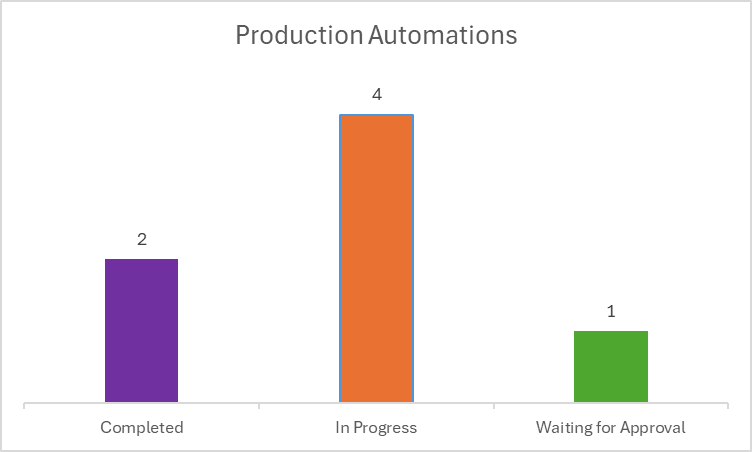 Production Automations
4
2
1
Completed
In Progress
Waiting for Approval